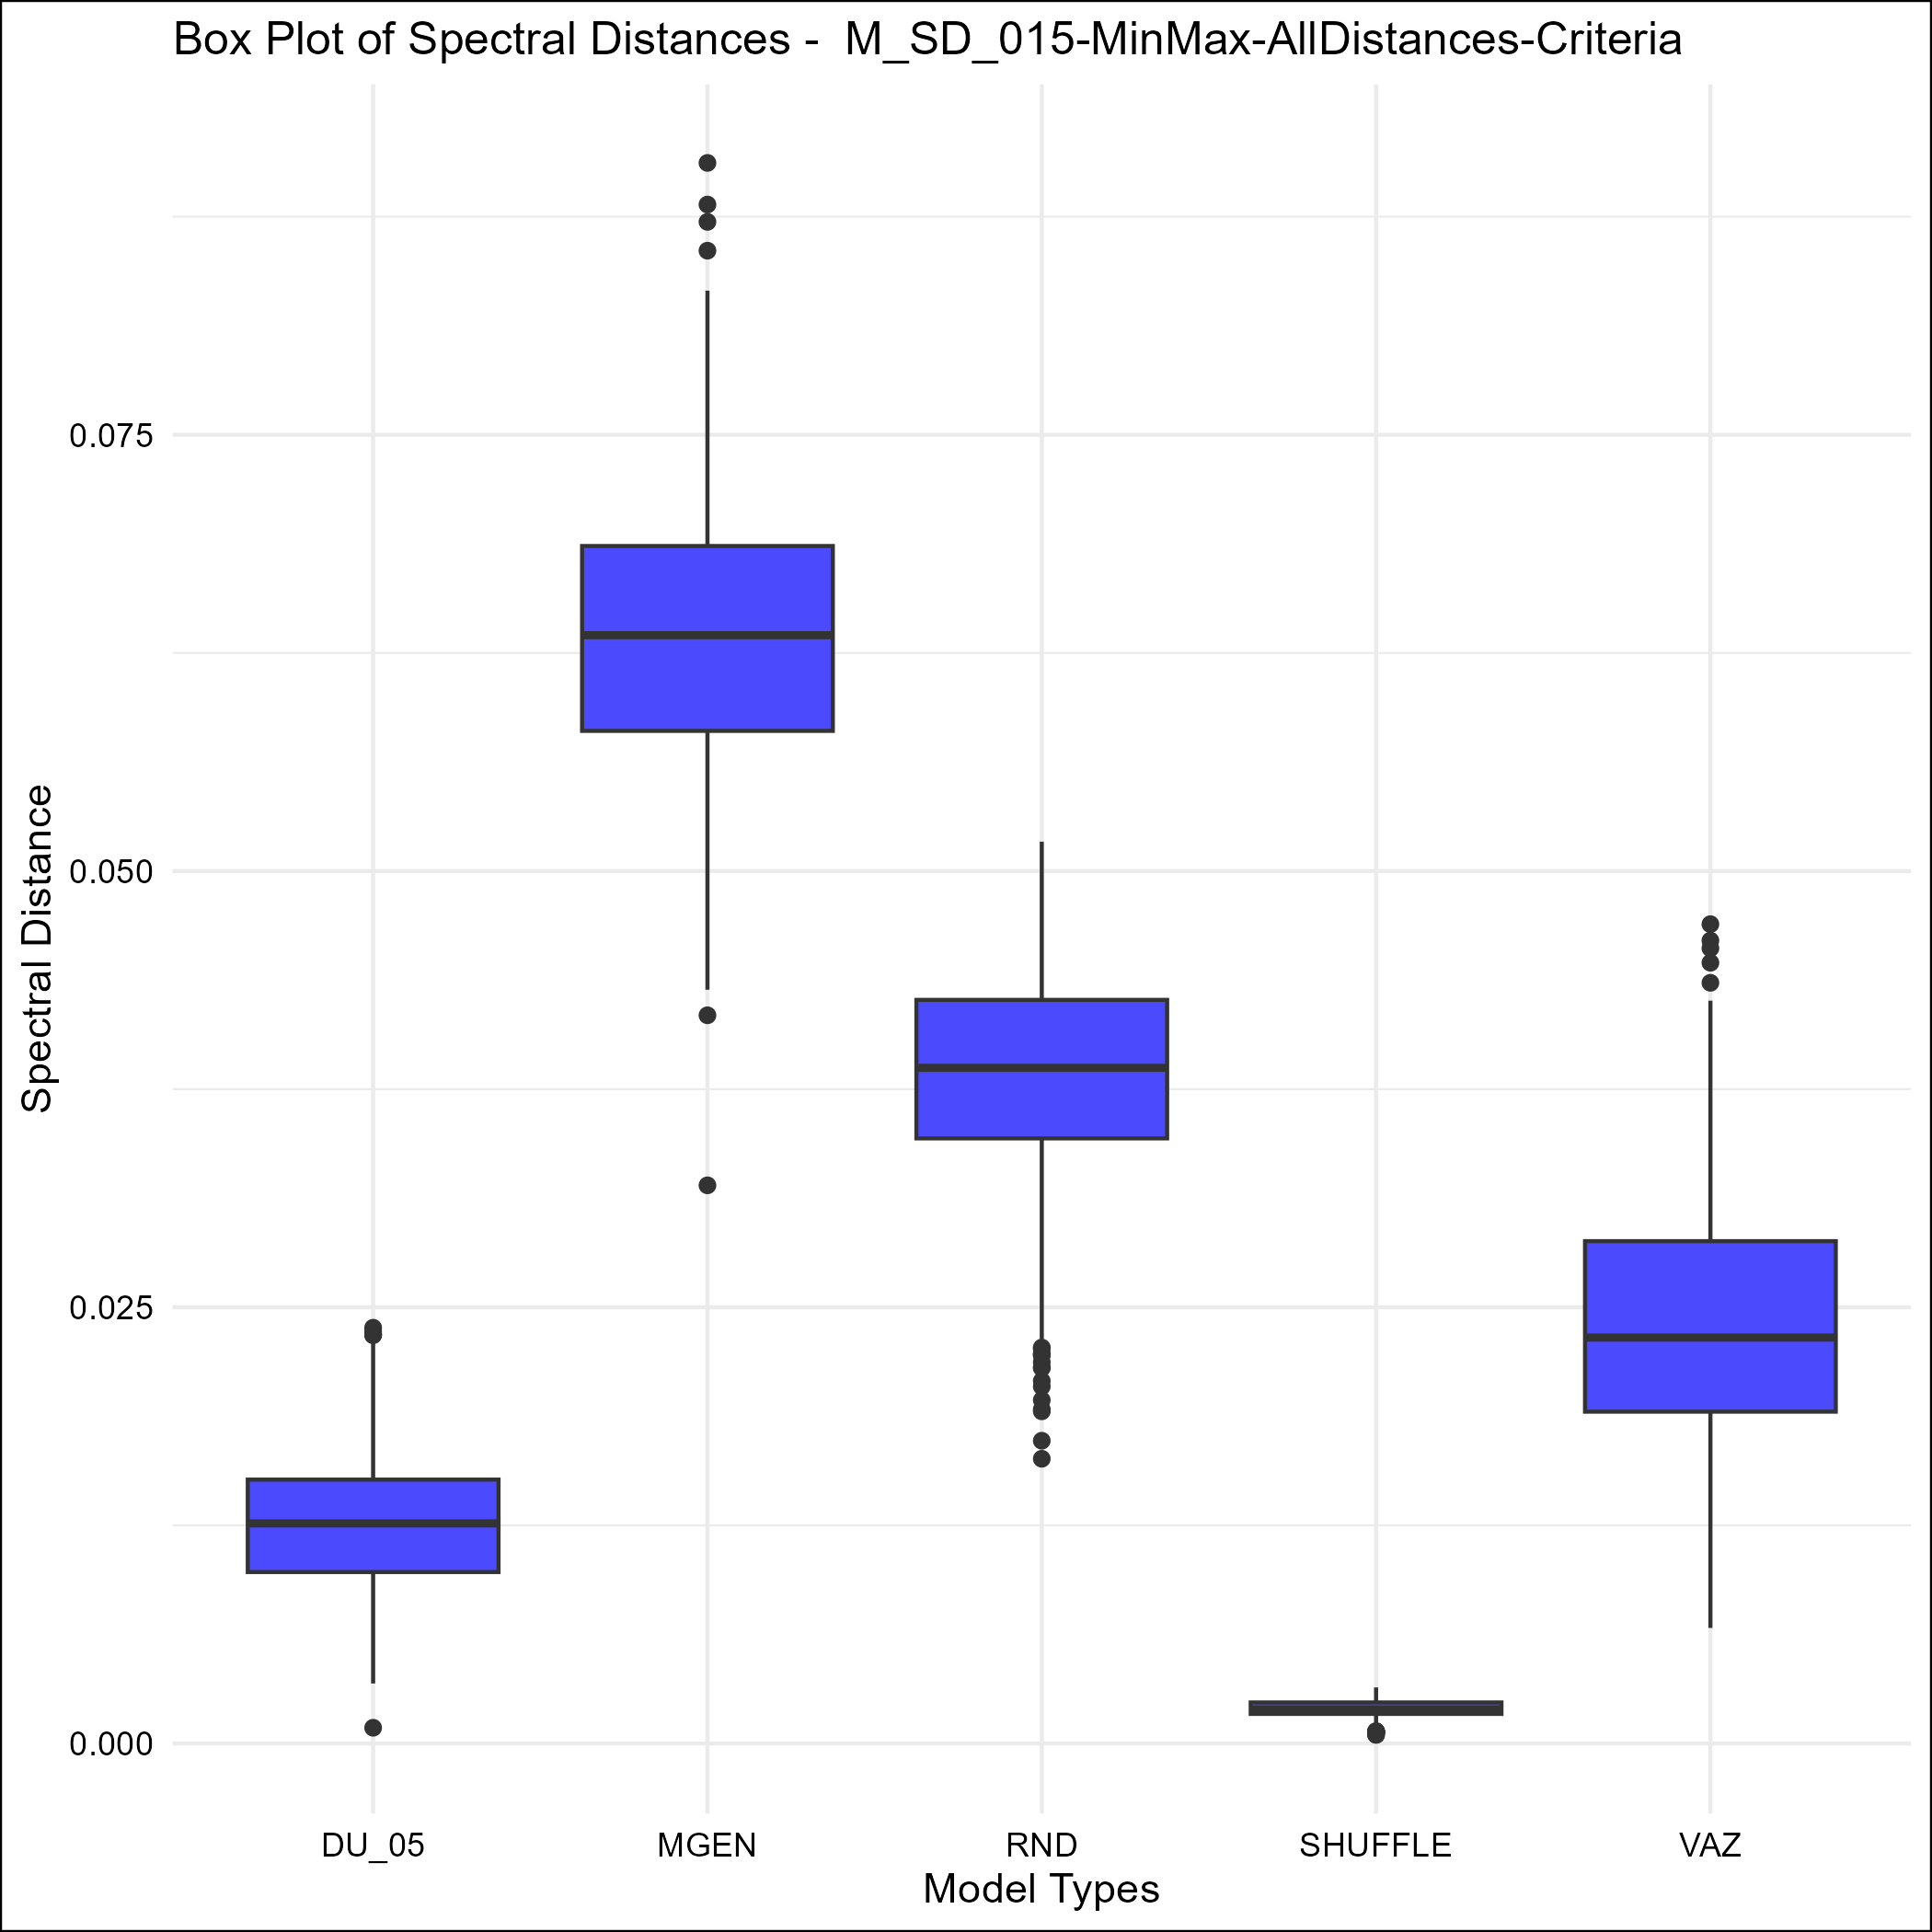 Box Plot of Spectral Distances -  M_SD_015-MinMax-AllDistances-Criteria
Spectral Distance
0.075
0.050
0.025
0.000
DU_05 MGEN RND SHUFFLE VAZ
Model Types